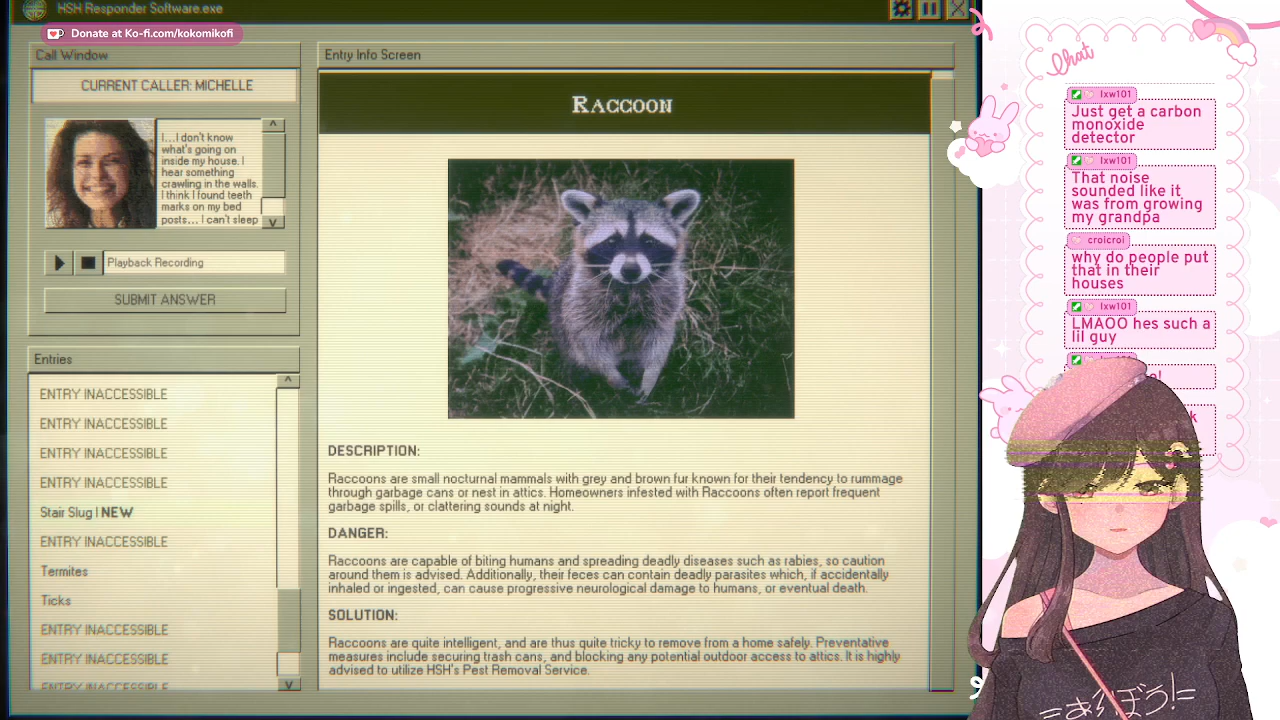 HSH Responder Software.exe
Donate at Ko-fi.com/kokomikofi
Call Window
CURRENT CALLER: MICHELLE
I...I don't know
what's going on
inside my house. I
hear something
crawling in the walls.
I think I found teeth
marks on my bed
posts... I can't sleep
Playback Recording
SUBMIT ANSWER
Entries
ENTRY INACCESSIBLE
ENTRY INACCESSIBLE
ENTRY INACCESSIBLE
ENTRY INACCESSIBLE
Stair Slug | NEW
ENTRY INACCESSIBLE
Termites
Ticks
ENTRY INACCESSIBLE
ENTRY INACCESSIBLE
ENTRY INACCESSIBLE
Entry Info Screen
RACCOON
DESCRIPTION:
Raccoons are small nocturnal mammals with grey and brown fur known for their tendency to rummage
through garbage cans or nest in attics. Homeowners infested with Raccoons often report frequent
garbage spills, or clattering sounds at night.
DANGER:
Raccoons are capable of biting humans and spreading deadly diseases such as rabies, so caution
around them is advised. Additionally, their feces can contain deadly parasites which, if accidentally
inhaled or ingested, can cause progressive neurological damage to humans, or eventual death.
SOLUTION:
Raccoons are quite intelligent, and are thus quite tricky to remove from a home safely. Preventative
measures include securing trash cans, and blocking any potential outdoor access to attics. It is highly
advised to utilize HSH's Pest Removal Service.
Chat
lxw101
Just get a carbon
monoxide
detector
lxw101
That noise
sounded like it
was from growing
my grandpa
croicroi
why do people put
that in their
houses
lxw101
LMAOO hes such a
lil guy